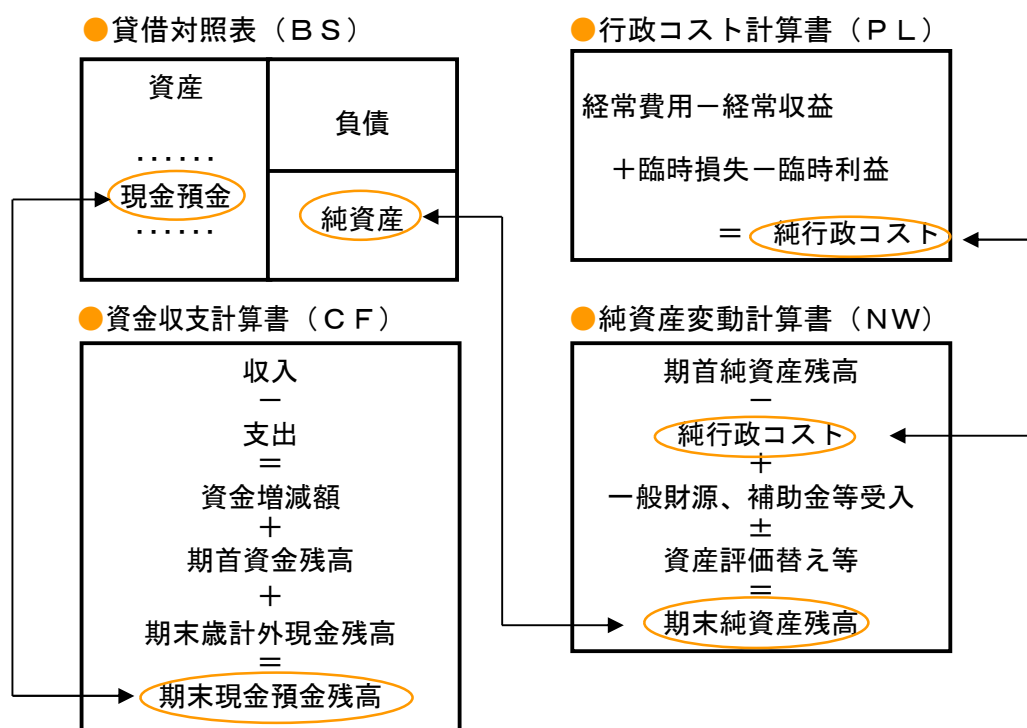 ●貸借対照表（ＢＳ）
資産
‥‥‥
現金預金
‥‥‥
負債
純資産
●行政コスト計算書（ＰＬ）
経常費用－経常収益
＋臨時損失－臨時利益
＝ 純行政コスト
●資金収支計算書（ＣＦ）
収入
－
支出
＝
資金増減額
＋
期首資金残高
＋
期末歳計外現金残高
＝
期末現金預金残高
●純資産変動計算書（ＮＷ）
期首純資産残高
－
純行政コスト
＋
一般財源、補助金等受入
±
資産評価替え等
＝
期末純資産残高